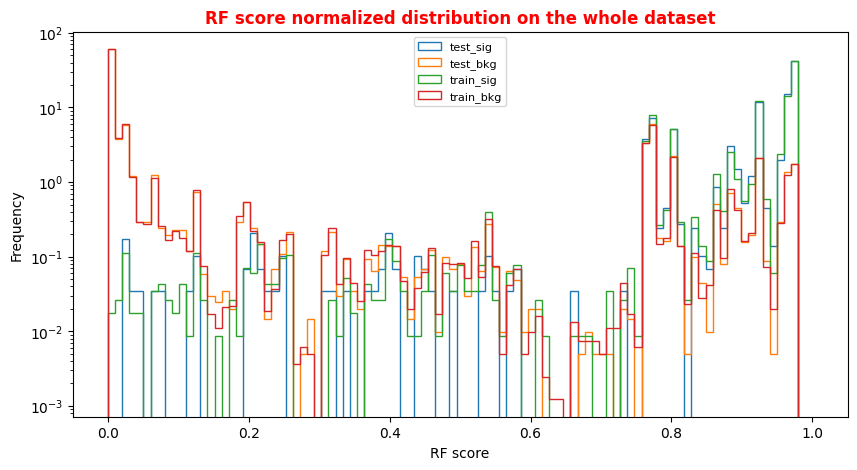 RF score normalized distribution on the whole dataset
test_sig
test_bkg
train_sig
train_bkg
Frequency
10²
10¹
10⁰
10⁻¹
10⁻²
10⁻³
0.0 0.2 0.4 0.6 0.8 1.0
RF score